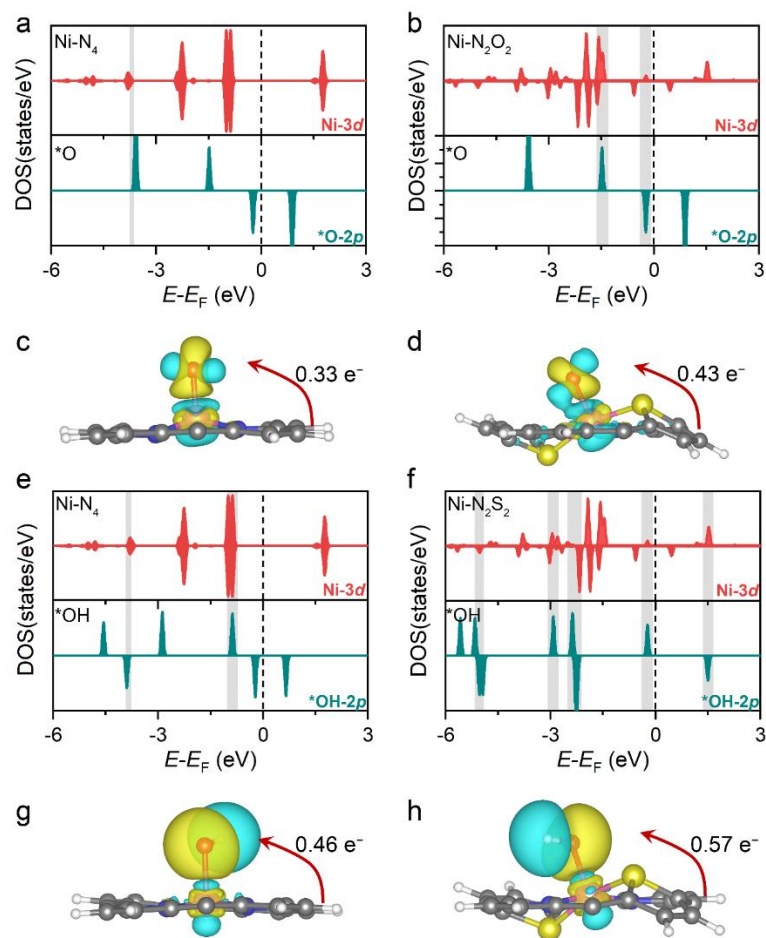 a
b
Ni-N4
Ni-3d
*O
*O-2p
DOS(states/eV)
-6 -3 0 3
E-EF (eV)
Ni-N2O2
Ni-3d
*O
*O-2p
DOS(states/eV)
-6 -3 0 3
E-EF (eV)
c
0.33 e⁻
d
0.43 e⁻
e
f
Ni-N4
Ni-3d
*OH
*OH-2p
DOS(states/eV)
-6 -3 0 3
E-EF (eV)
Ni-N2S2
Ni-3d
*OH
*OH-2p
DOS(states/eV)
-6 -3 0 3
E-EF (eV)
g
0.46 e⁻
h
0.57 e⁻